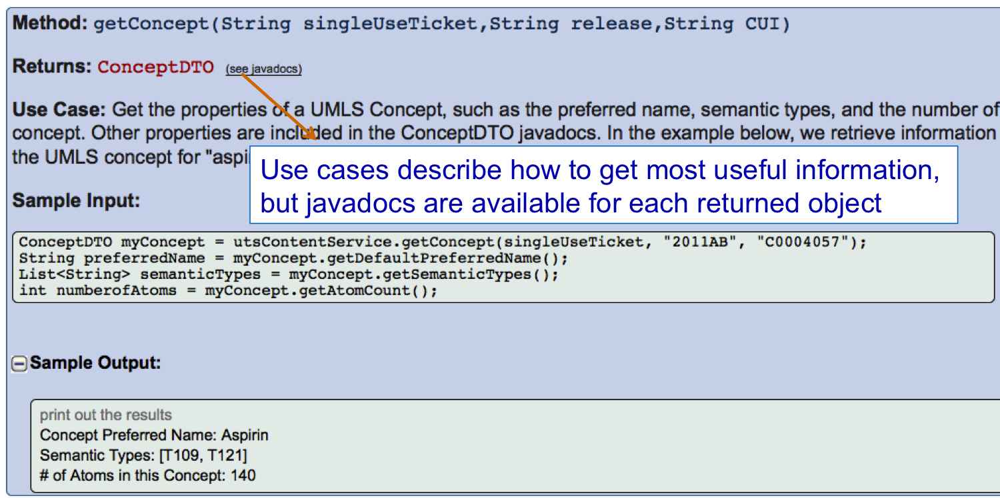 Method: getConcept(String singleUseTicket,String release,String CUI)
Returns: ConceptDTO (see javadocs)
Use Case: Get the properties of a UMLS Concept, such as the preferred name, semantic types, and the number of
concept. Other properties are included in the ConceptDTO javadocs. In the example below, we retrieve information
the UMLS concept for "aspi
Use cases describe how to get most useful information,
but javadocs are available for each returned object
Sample Input:
ConceptDTO myConcept = utsContentService.getConcept(singleUseTicket, "2011AB", "C0004057");
String preferredName = myConcept.getDefaultPreferredName();
List<String> semanticTypes = myConcept.getSemanticTypes();
int numberofAtoms = myConcept.getAtomCount();
Sample Output:
print out the results
Concept Preferred Name: Aspirin
Semantic Types: [T109, T121]
# of Atoms in this Concept: 140